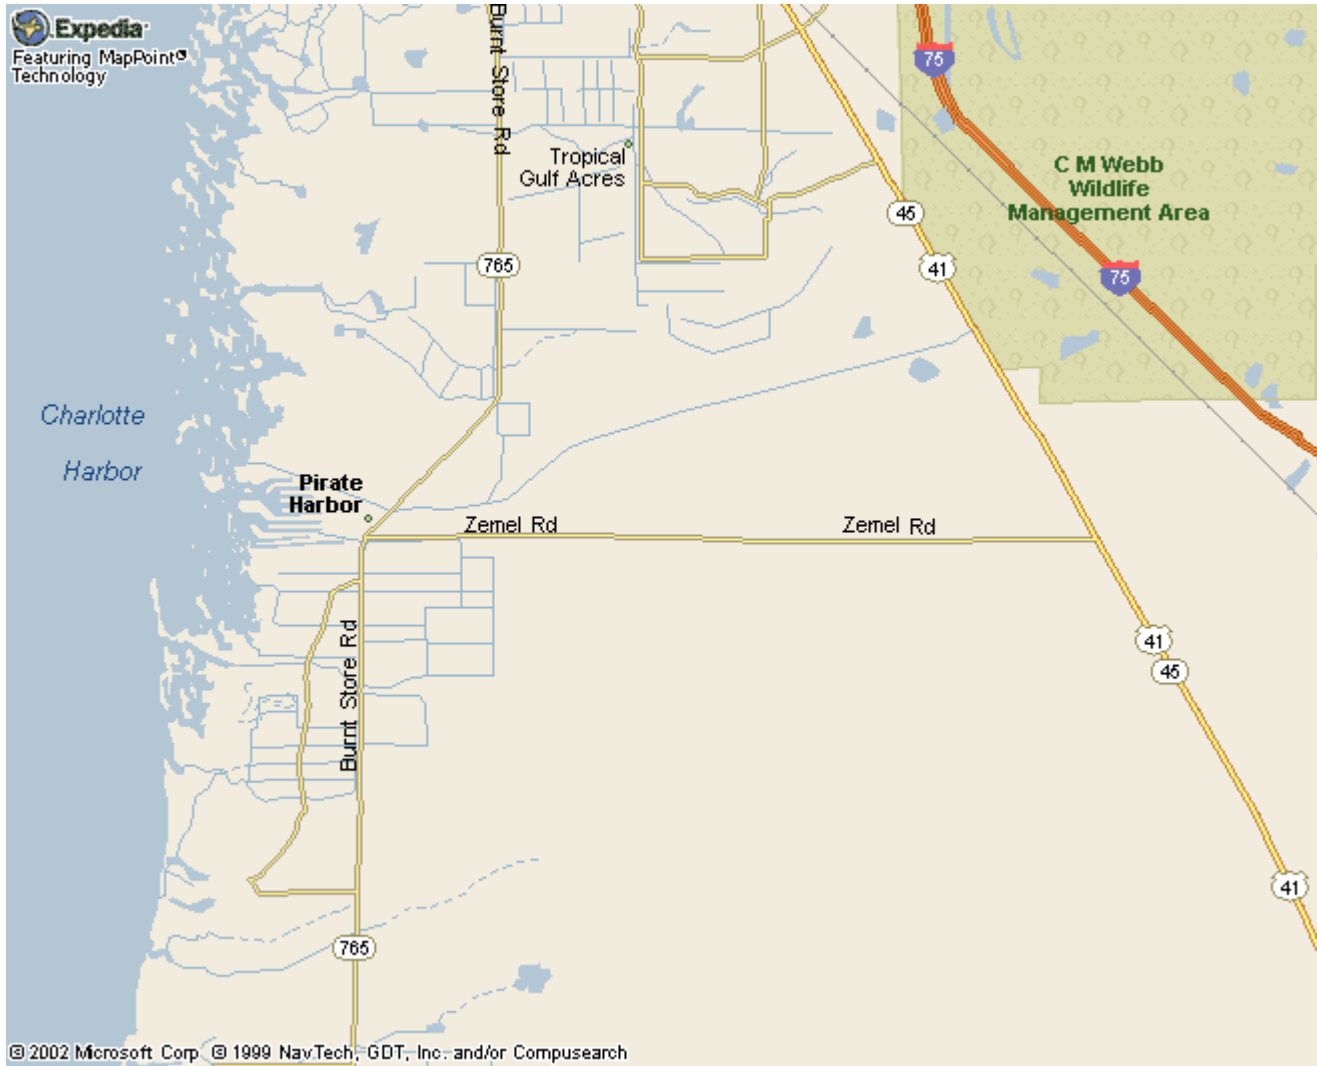 Expedia
Featuring MapPoint
Technology
Burnt Store Rd
75
Tropical
Gulf Acres
C M Webb
Wildlife
Management Area
45
765
41
75
Charlotte
Harbor
Pirate
Harbor
Zemel Rd
Zemel Rd
Burnt Store Rd
41
45
41
765
© 2002 Microsoft Corp © 1999 NavTech, GDT, Inc. and/or Compusearch